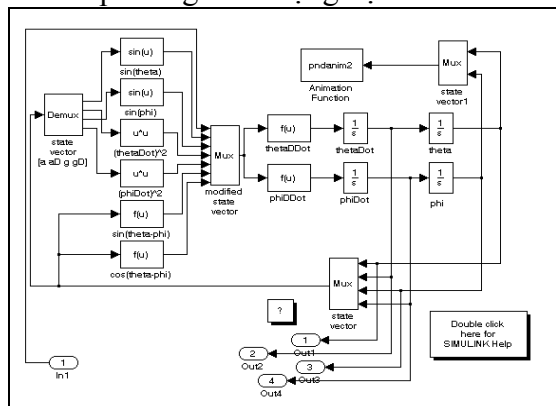 sin(u)
sin(theta)
sin(u)
sin(phi)
u^u
(thetaDot)^2
u^u
(phiDot)^2
f(u)
sin(theta-phi)
f(u)
cos(theta-phi)
Demux
state
vector
[a aD g gD]
Mux
modified
state
vector
f(u)
thetaDDot
1
s
thetaDot
1
s
theta
f(u)
phiDDot
1
s
phiDot
1
s
phi
pndanim2
Animation
Function
Mux
state
vector1
Mux
state
vector
?
Double click
here for
SIMULINK Help
1
In1
1
Out1
2
Out2
3
Out3
4
Out4